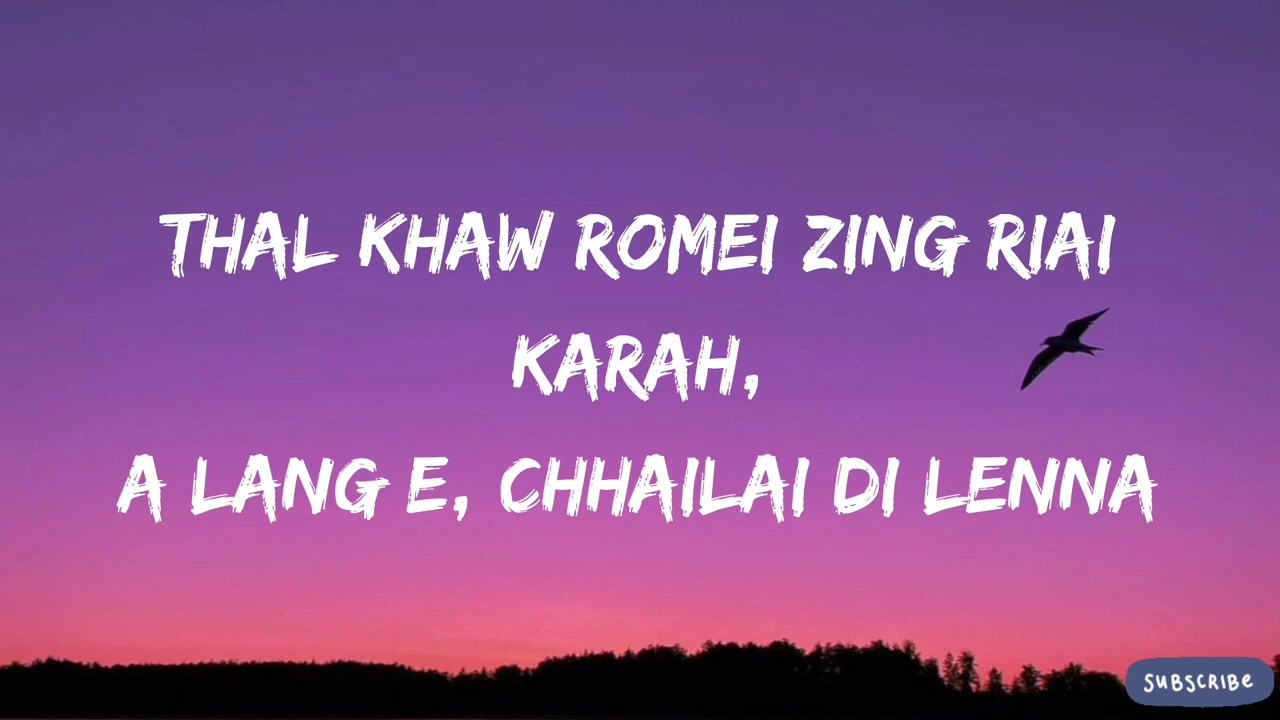 THAL KHAW ROMEI ZING RIAI
KARAH,
A LANG E, CHHAILAI DI LENNA
SUBSCRIBE